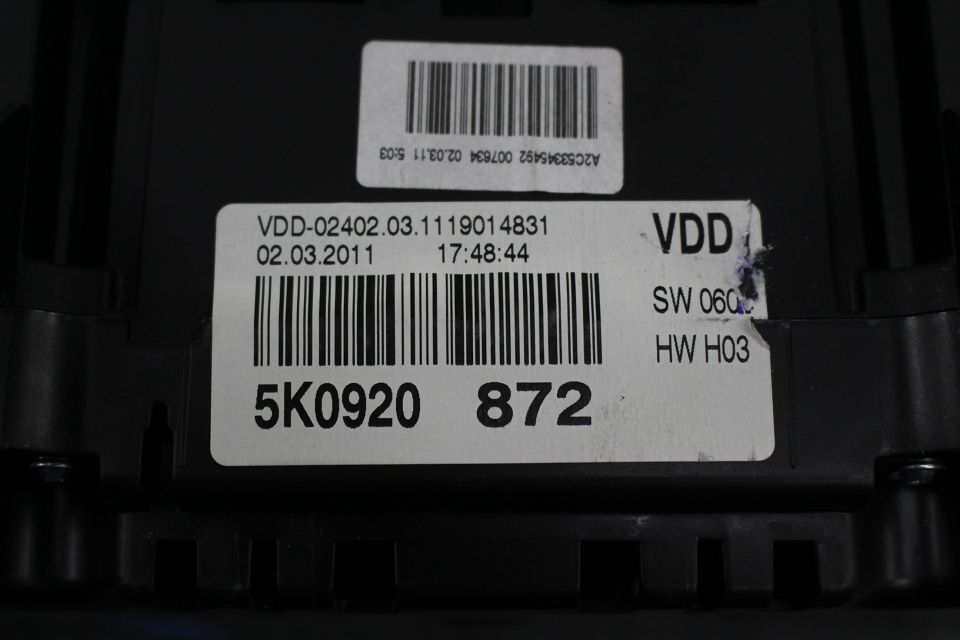 A2C53345492 007634 02.03.11 5:03
VDD-02402.03.1119014831
02.03.2011 17:48:44
VDD
SW
HW H03
5K0920 872